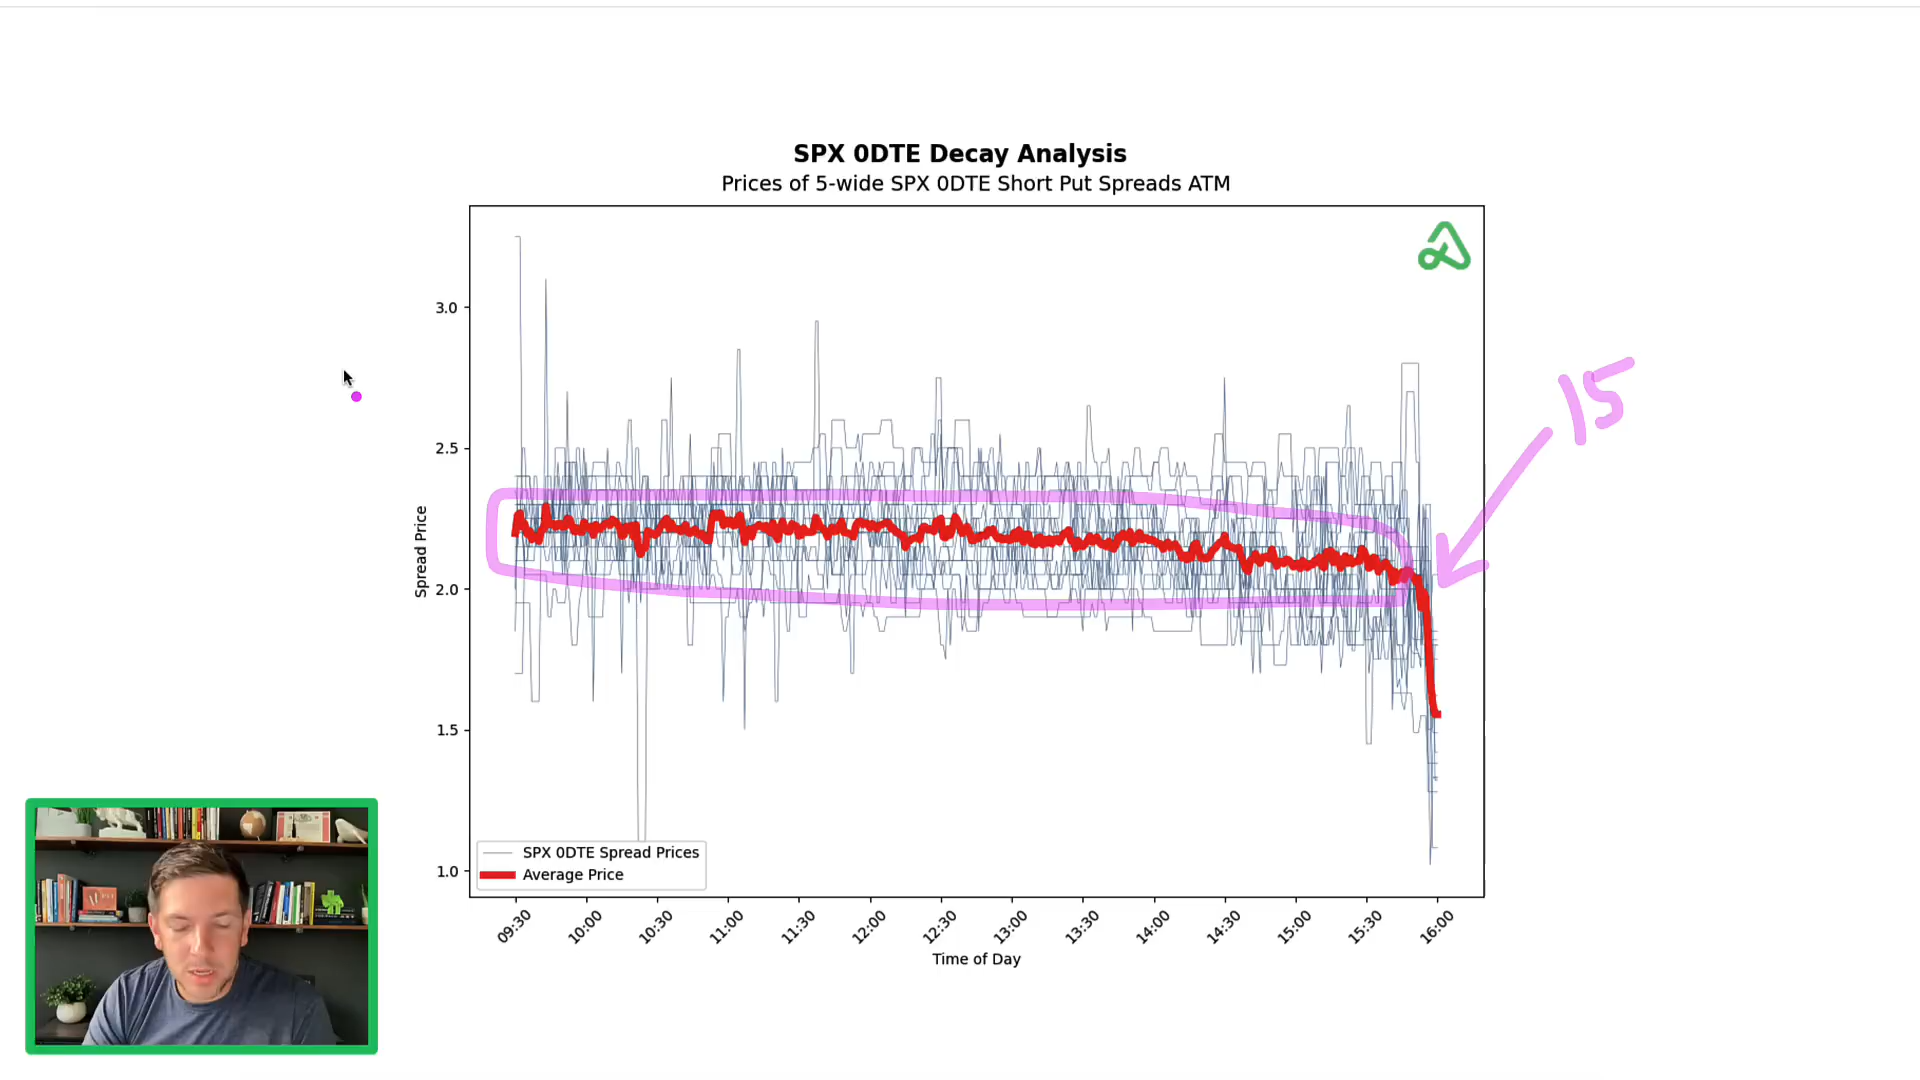 SPX 0DTE Decay Analysis
Prices of 5-wide SPX 0DTE Short Put Spreads ATM
15
3.0
2.5
2.0
1.5
1.0
Spread Price
SPX 0DTE Spread Prices
Average Price
09:30 10:00 10:30 11:00 11:30 12:00 12:30 13:00 13:30 14:00 14:30 15:00 15:30 16:00
Time of Day